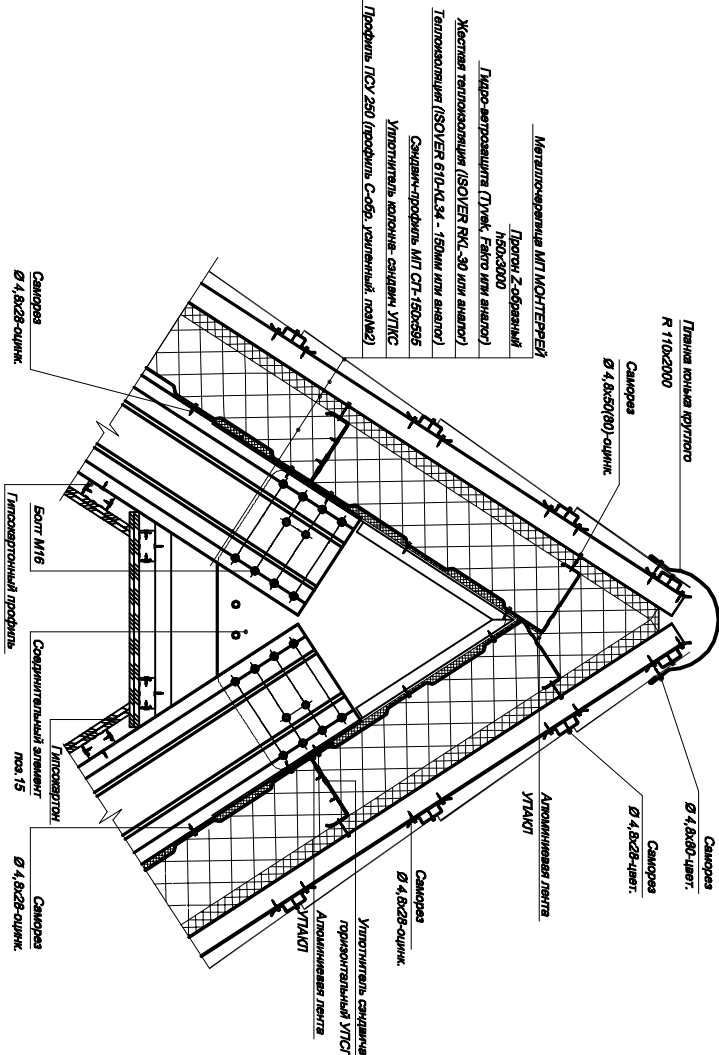 Металлочерепица МП МОНТЕРРЕЙ
Прогон Z-образный
h50x3000
Гидро-ветрозащита (Tyvek, Fakro или аналог)
Жесткая теплоизоляция (ISOVER RKL-30 или аналог)
Теплоизоляция (ISOVER 610-KL34 - 150мм или аналог)
Сэндвич-профиль МП СП-150x595
Уплотнитель колонна- сэндвич УПКС
Профиль ПСУ 250 (профиль С-обр. усиленный. поз№2)
Планка конька круглого
R 110x2000
Саморез
Ø 4,8x50(80)-оцинк.
Саморез
Ø 4,8x28-оцинк.
Болт М16
Гипсокартонный профиль
Соединительный элемент
поз.15
Гипсокартон
Саморез
Ø 4,8x28-оцинк.
Саморез
Ø 4,8x80-цвет.
Саморез
Ø 4,8x28-цвет.
Алюминиевая лента
УПАКЛ
Саморез
Ø 4,8x28-оцинк.
Уплотнитель сэндвича
горизонтальный УПСГ
Алюминиевая лента
УПАКЛ